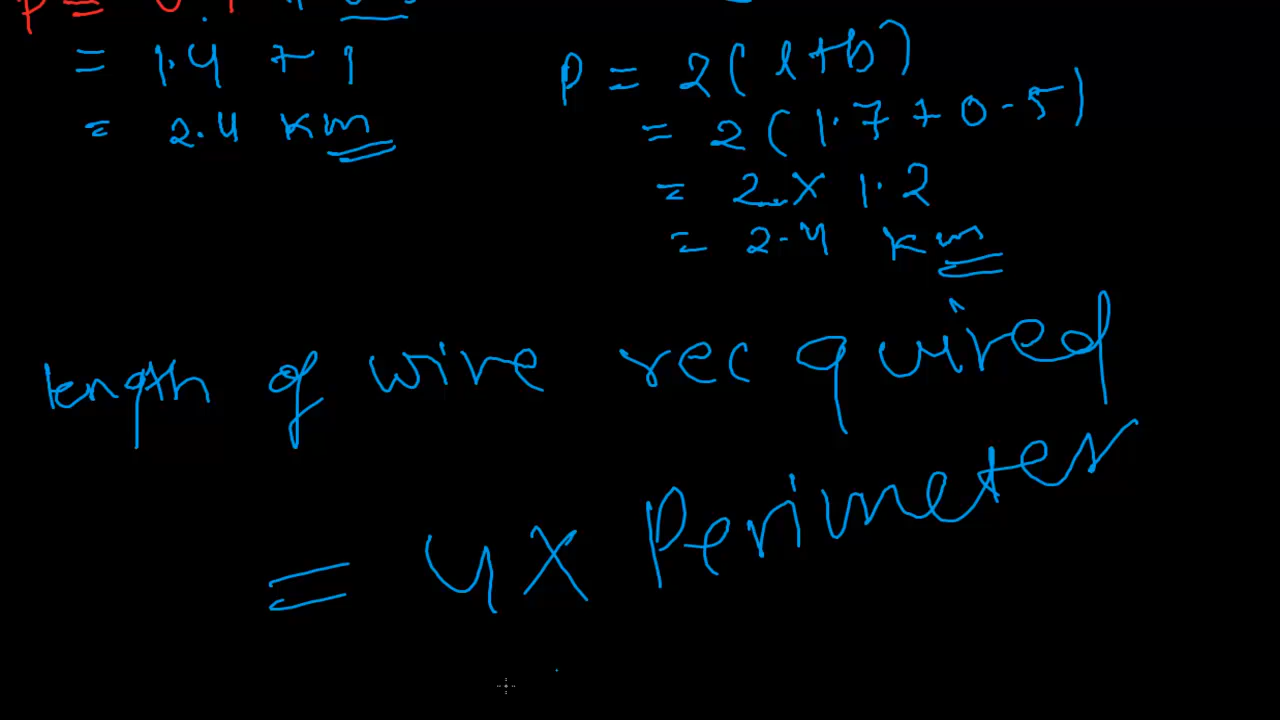 P =
= 1.4 + 1
= 2.4 Km
P = 2(l+b)
= 2(1.7+0.5)
= 2 x 1.2
= 2.4 Km
length of wire recquired
= 4 x Perimeter